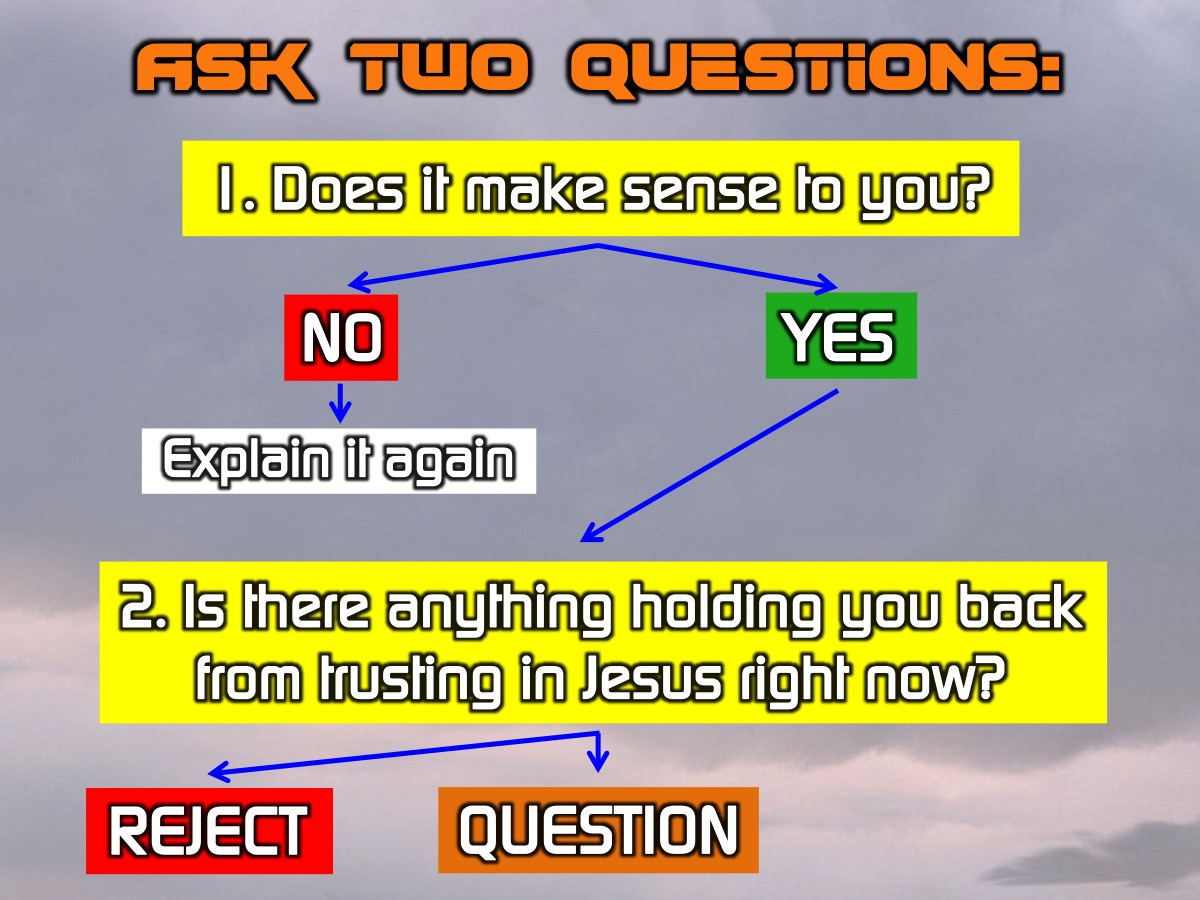 ASK TWO QUESTIONS:
1. Does it make sense to you?
NO
YES
Explain it again
2. Is there anything holding you back
from trusting in Jesus right now?
REJECT
QUESTION